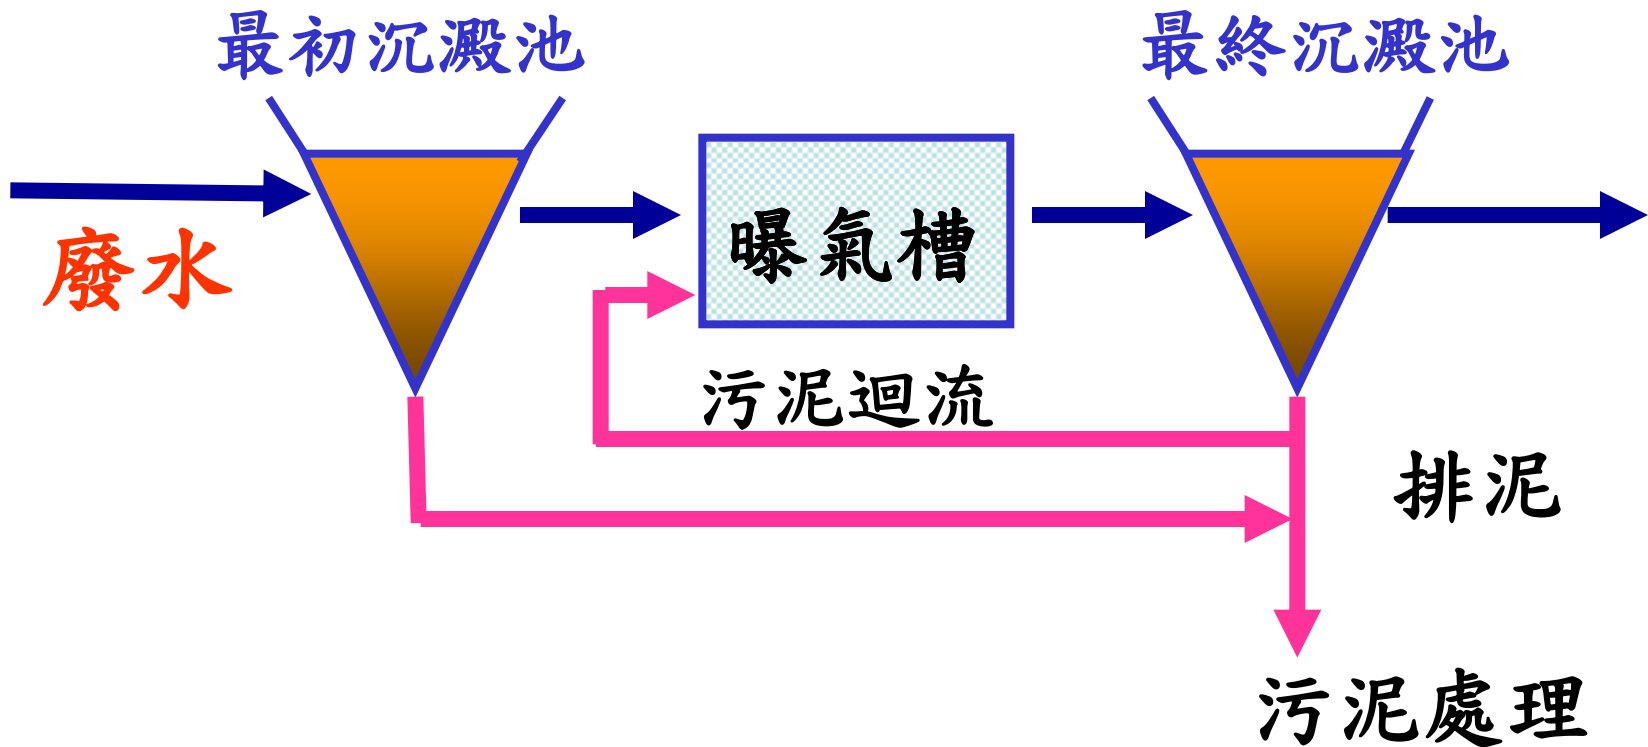 最初沉澱池
最終沉澱池
廢水
曝氣槽
污泥迴流
排泥
污泥處理